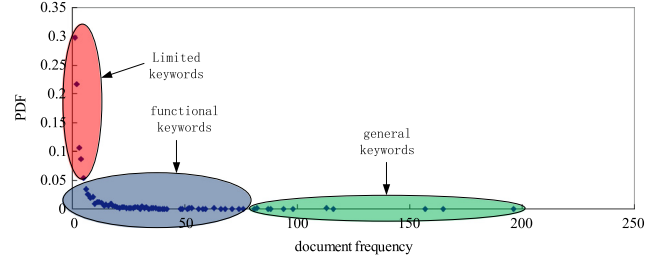 0.35
0.3
0.25
0.2
0.15
0.1
0.05
0
PDF
Limited
keywords
functional
keywords
general
keywords
0 50 100 150 200 250
document frequency